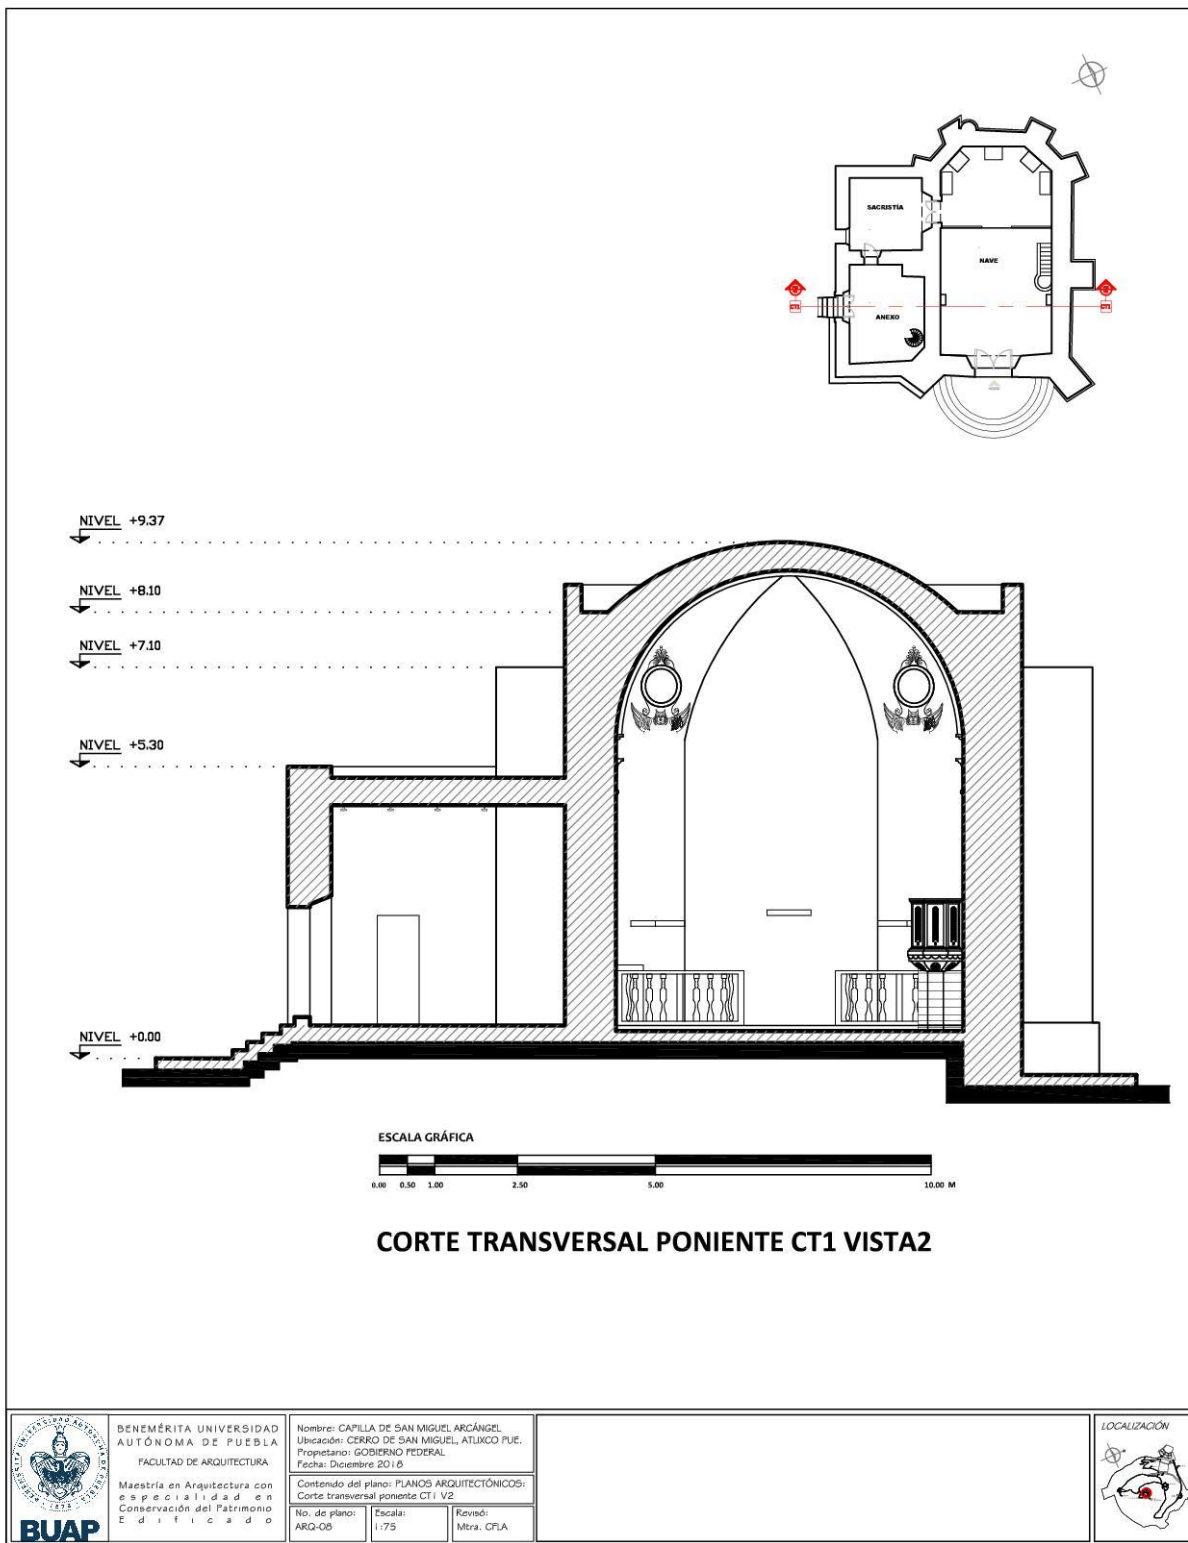 SACRISTÍA
NAVE
CT1
CT1
ANEXO
NIVEL +9.37
NIVEL +8.10
NIVEL +7.10
NIVEL +5.30
NIVEL +0.00
ESCALA GRÁFICA
0.00 0.50 1.00 2.50 5.00 10.00 M
CORTE TRANSVERSAL PONIENTE CT1 VISTA2
BUAP
BENEMÉRITA UNIVERSIDAD
AUTÓNOMA DE PUEBLA
FACULTAD DE ARQUITECTURA
Maestría en Arquitectura con
especialidad en
Conservación del Patrimonio
Edificado
Nombre: CAPILLA DE SAN MIGUEL ARCÁNGEL
Ubicación: CERRO DE SAN MIGUEL, ATLIXCO PUE.
Propietario: GOBIERNO FEDERAL
Fecha: Diciembre 2018
Contenido del plano: PLANOS ARQUITECTÓNICOS:
Corte transversal poniente CT1 V2
No. de plano:
ARQ-08
Escala:
1:75
Revisó:
Mtra. CFLA
LOCALIZACIÓN